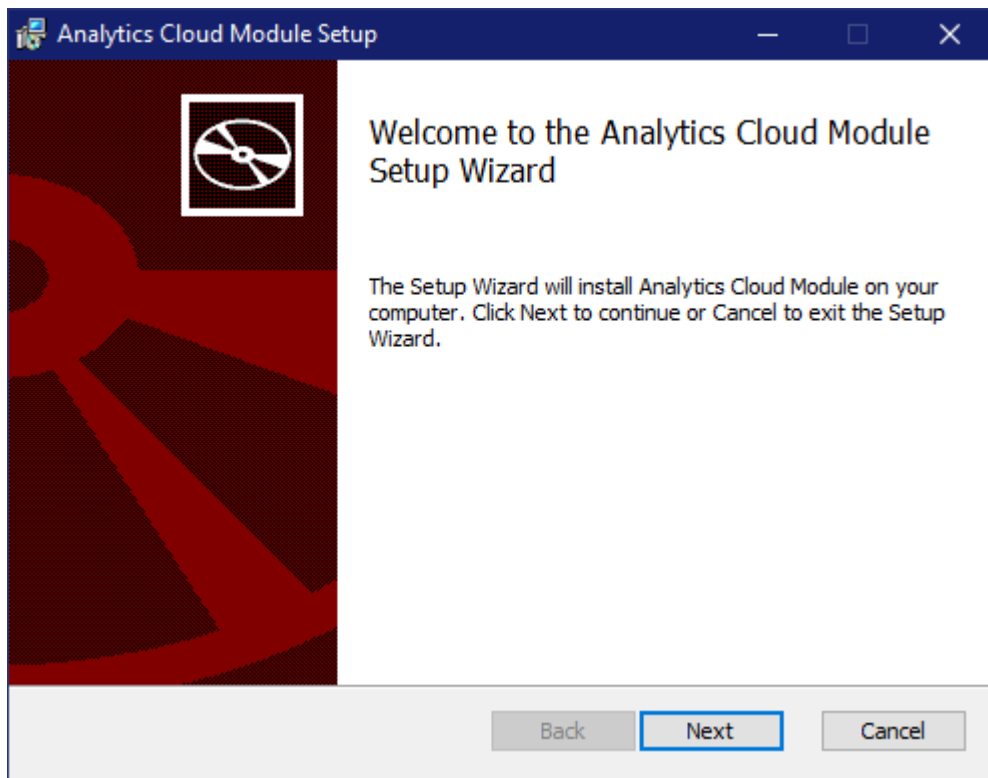 Analytics Cloud Module Setup
Welcome to the Analytics Cloud Module
Setup Wizard
The Setup Wizard will install Analytics Cloud Module on your
computer. Click Next to continue or Cancel to exit the Setup
Wizard.
Back
Next
Cancel